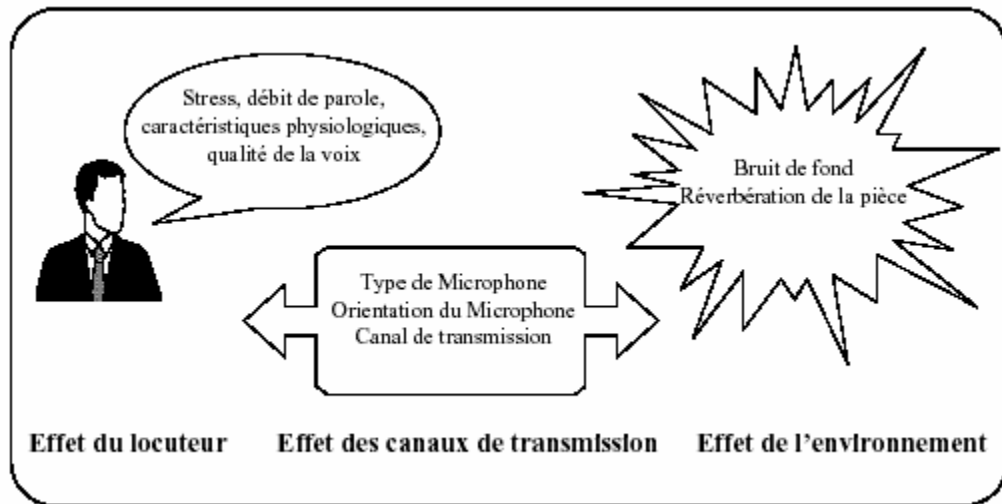 Stress, débit de parole,
caractéristiques physiologiques,
qualité de la voix
Bruit de fond
Réverbération de la pièce
Type de Microphone
Orientation du Microphone
Canal de transmission
Effet du locuteur
Effet des canaux de transmission
Effet de l'environnement